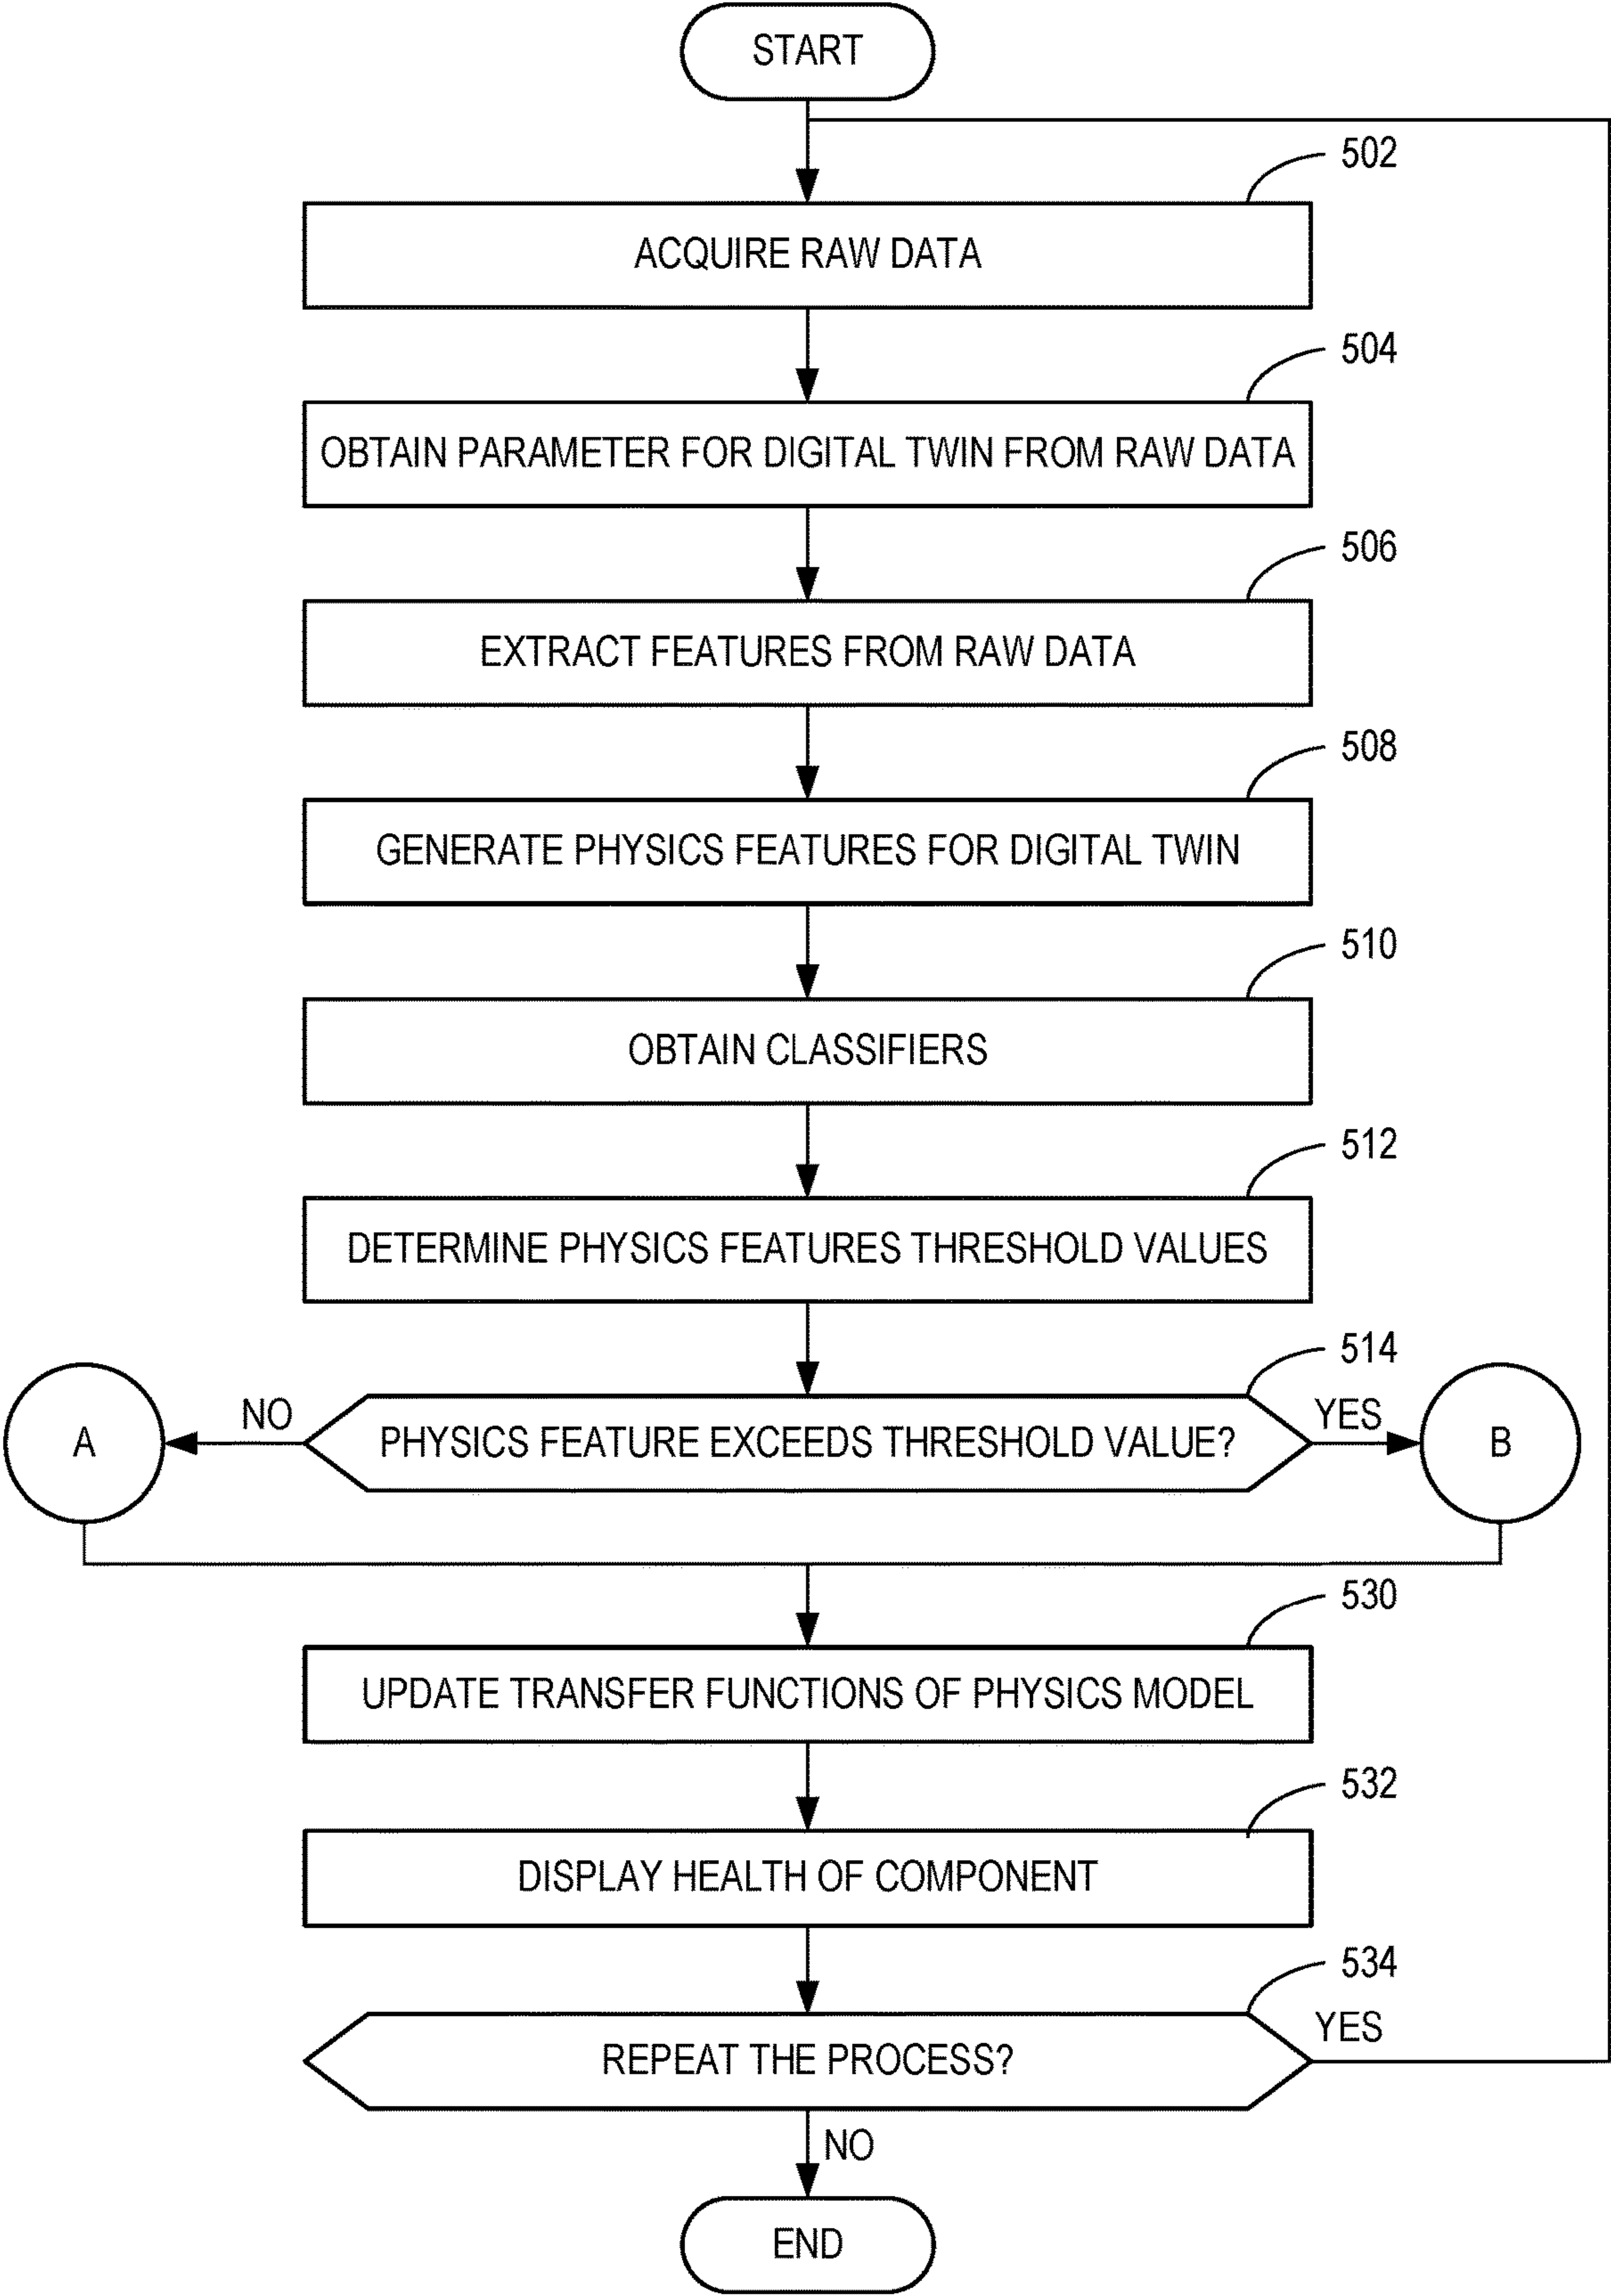 START
502
ACQUIRE RAW DATA
504
OBTAIN PARAMETER FOR DIGITAL TWIN FROM RAW DATA
506
EXTRACT FEATURES FROM RAW DATA
508
GENERATE PHYSICS FEATURES FOR DIGITAL TWIN
510
OBTAIN CLASSIFIERS
512
DETERMINE PHYSICS FEATURES THRESHOLD VALUES
514
A
NO
PHYSICS FEATURE EXCEEDS THRESHOLD VALUE?
YES
B
530
UPDATE TRANSFER FUNCTIONS OF PHYSICS MODEL
532
DISPLAY HEALTH OF COMPONENT
534
REPEAT THE PROCESS?
YES
NO
END